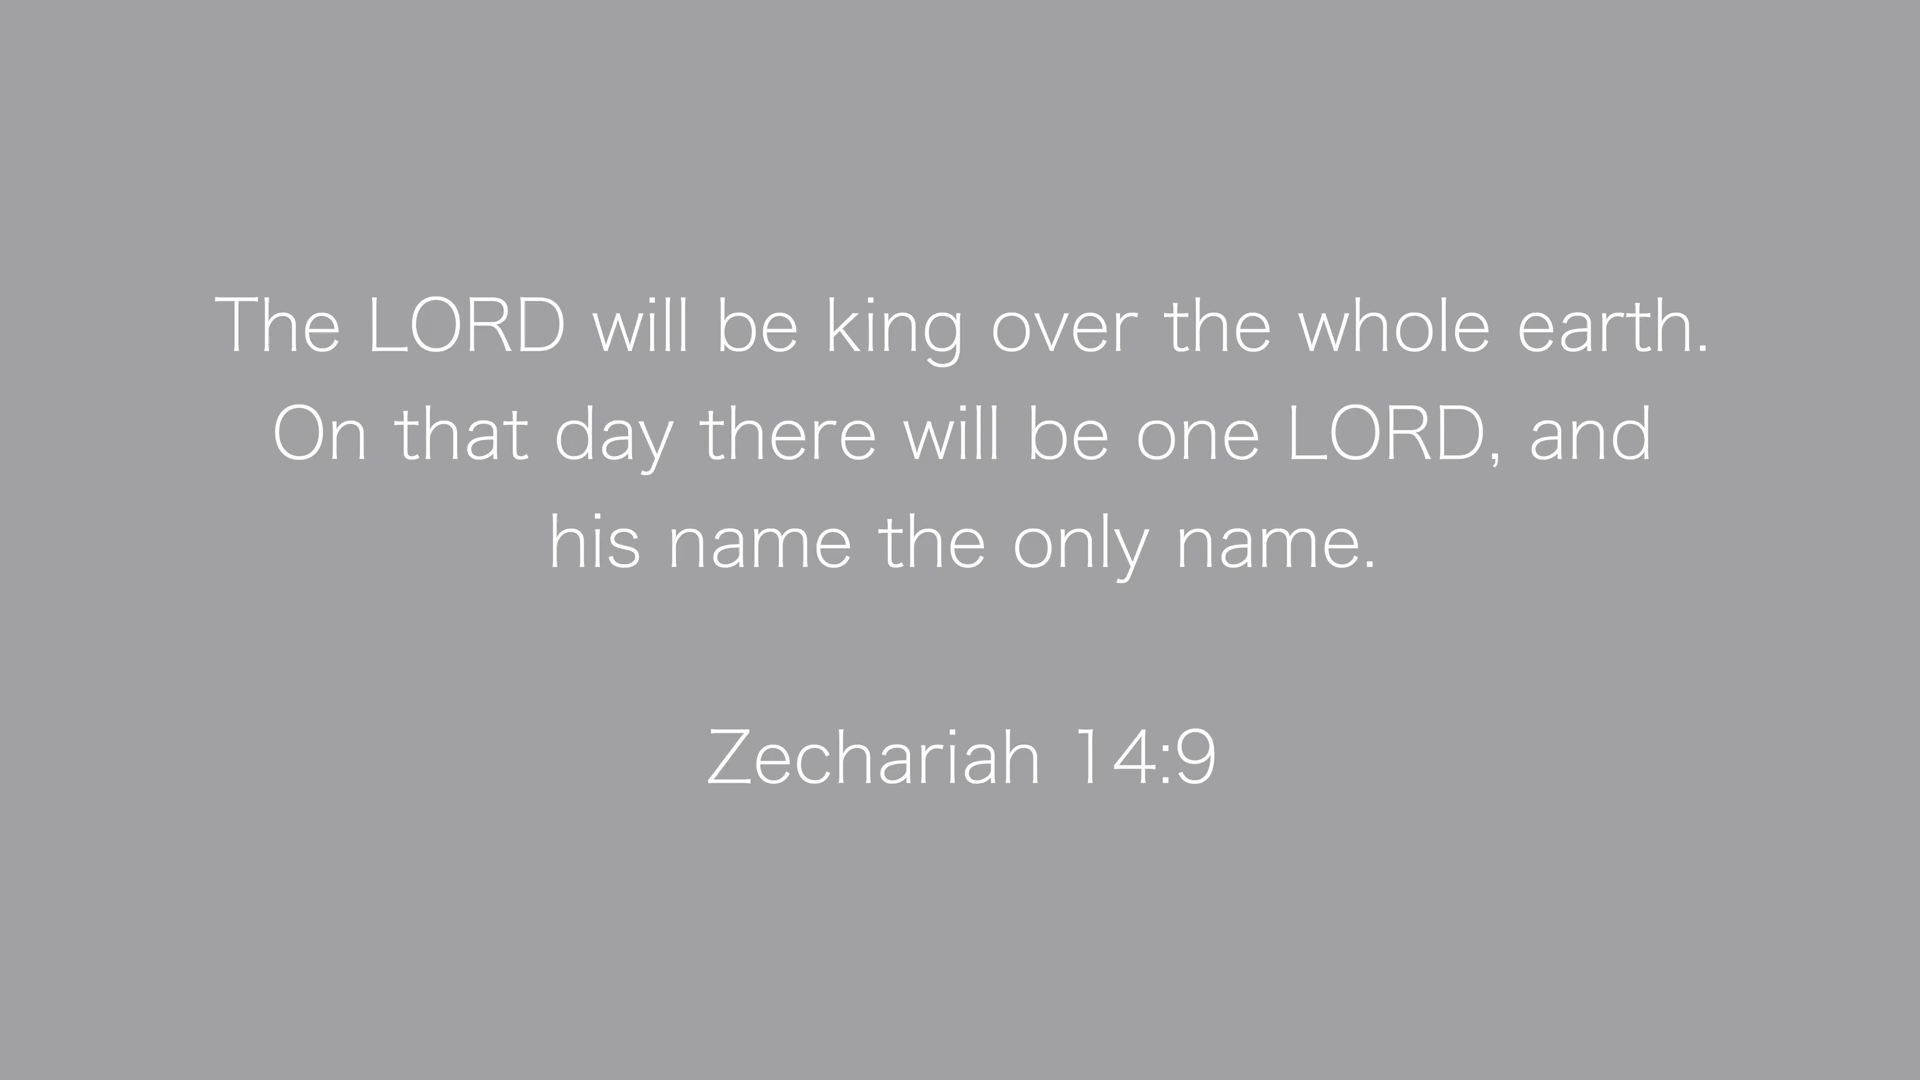 The LORD will be king over the whole earth.
On that day there will be one LORD, and
his name the only name.
Zechariah 14:9